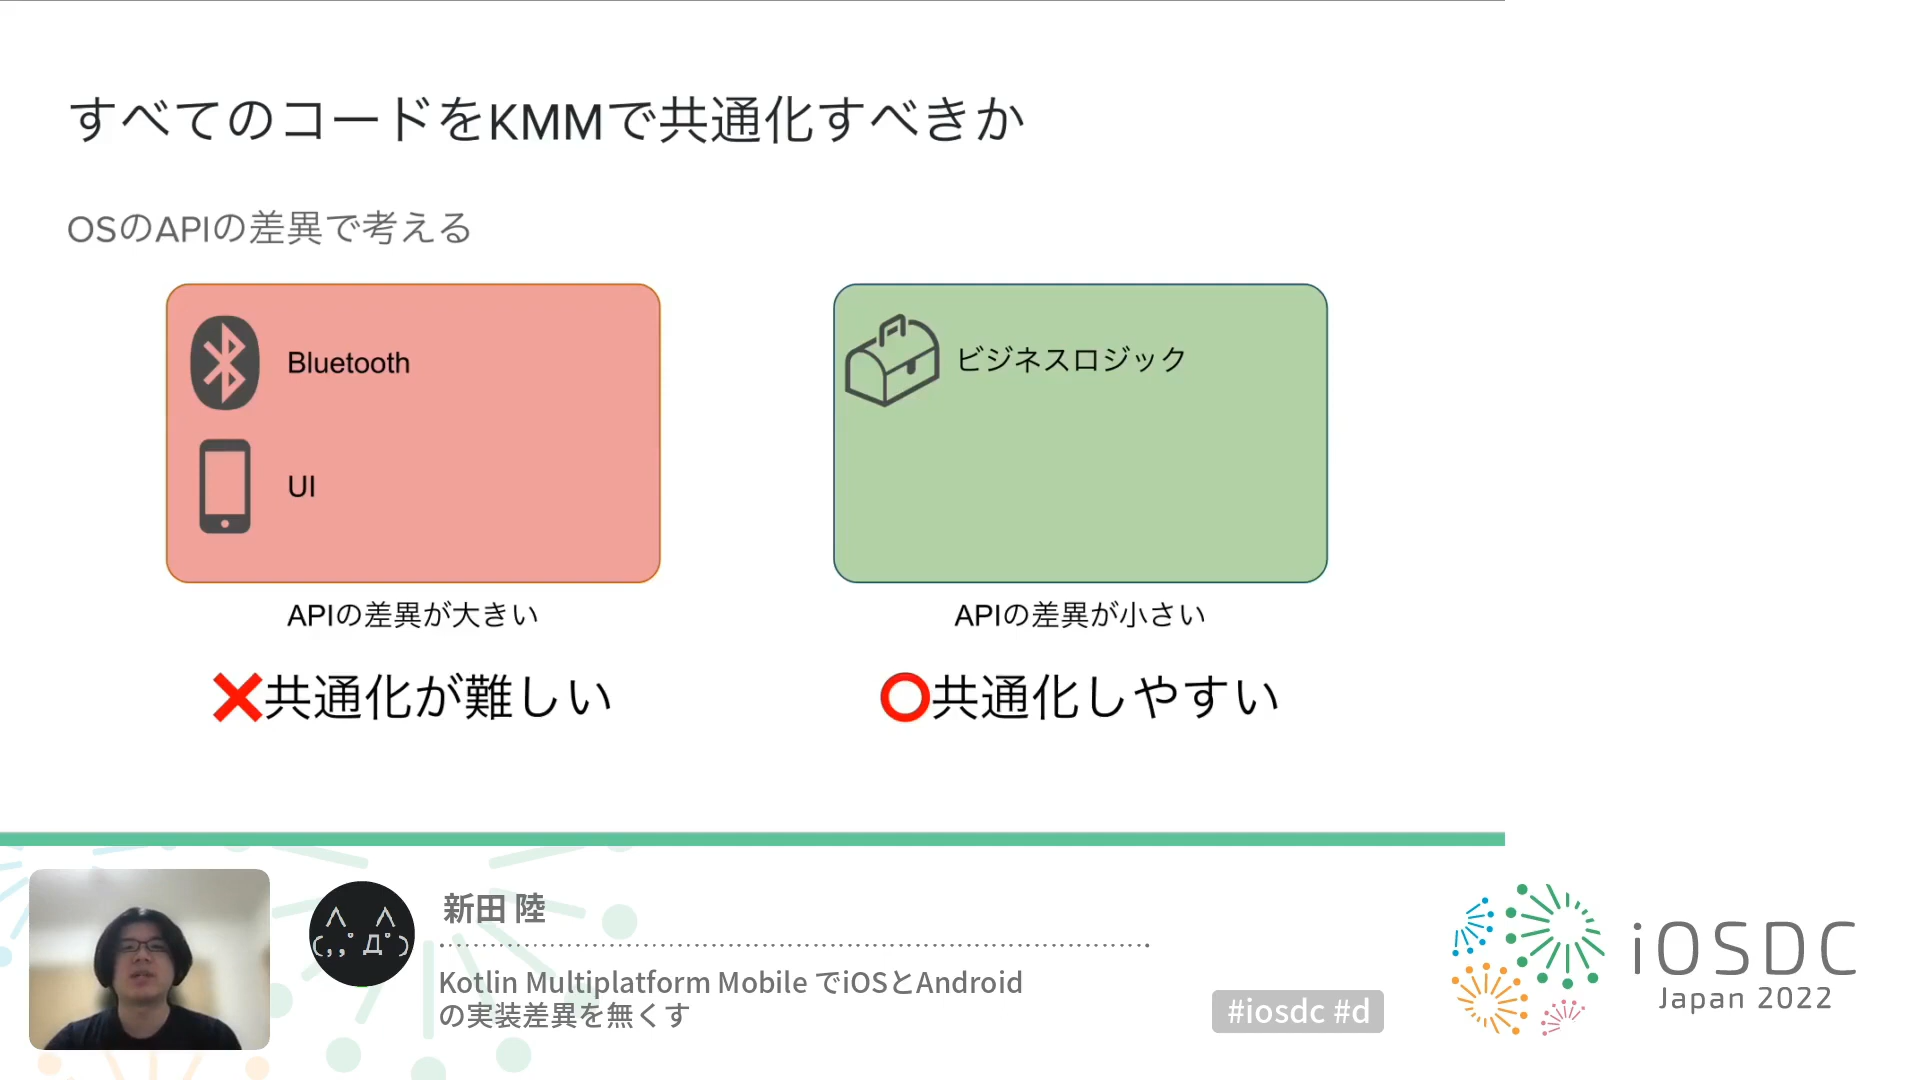 すべてのコードをKMMで共通化すべきか
OSのAPIの差異で考える
Bluetooth
UI
APIの差異が大きい
❌共通化が難しい
ビジネスロジック
APIの差異が小さい
⭕共通化しやすい
(,,ﾟДﾟ)
新田 陸
Kotlin Multiplatform Mobile でiOSとAndroid
の実装差異を無くす
#iosdc #d
iOSDC
Japan 2022